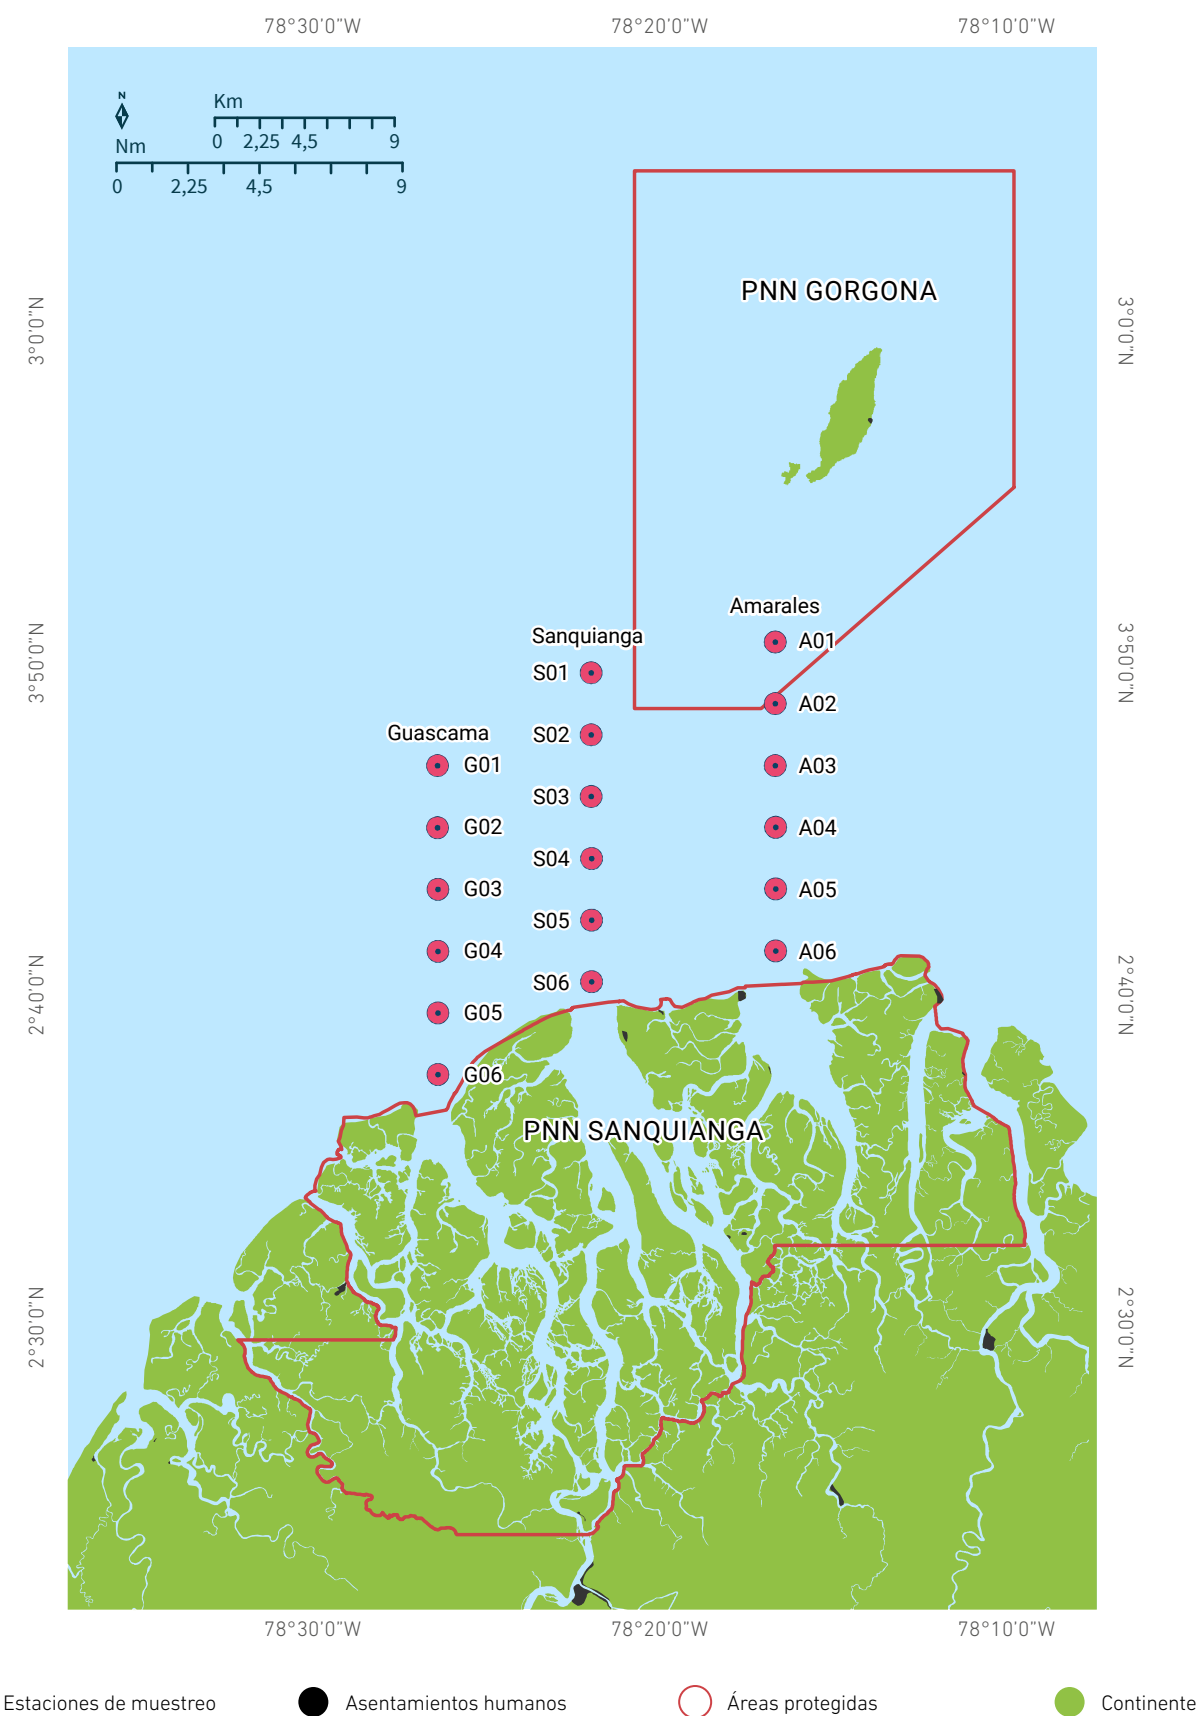 78°30'0"W 78°20'0"W 78°10'0"W
N
Km
0 2,25 4,5 9
Nm
0 2,25 4,5 9
PNN GORGONA
3°0'0"N 3°0'0"N
Amarales
A01
Sanquianga
S01
3°50'0"N 3°50'0"N
A02
Guascama
S02
G01
A03
S03
G02
A04
S04
G03
A05
S05
G04
A06
S06
2°40'0"N 2°40'0"N
G05
G06
PNN SANQUIANGA
2°30'0"N 2°30'0"N
78°30'0"W 78°20'0"W 78°10'0"W
Estaciones de muestreo Asentamientos humanos Áreas protegidas Continente